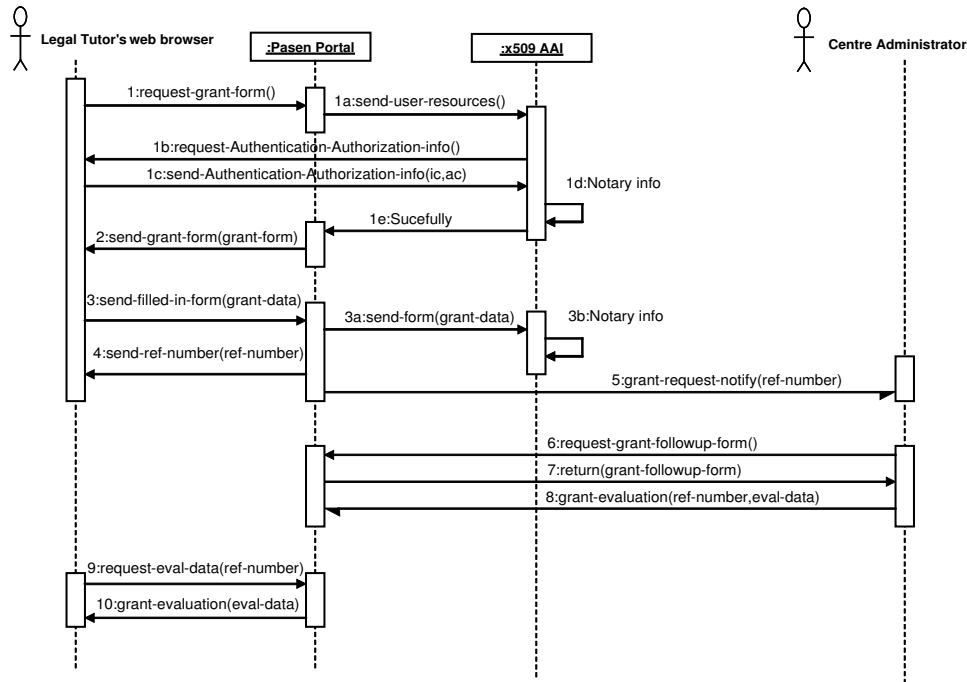 Legal Tutor's web browser
:Pasen Portal
:x509 AAI
Centre Administrator
1:request-grant-form()
1a:send-user-resources()
1b:request-Authentication-Authorization-info()
1c:send-Authentication-Authorization-info(ic,ac)
1d:Notary info
1e:Sucefully
2:send-grant-form(grant-form)
3:send-filled-in-form(grant-data)
3a:send-form(grant-data)
3b:Notary info
4:send-ref-number(ref-number)
5:grant-request-notify(ref-number)
6:request-grant-followup-form()
7:return(grant-followup-form)
8:grant-evaluation(ref-number,eval-data)
9:request-eval-data(ref-number)
10:grant-evaluation(eval-data)